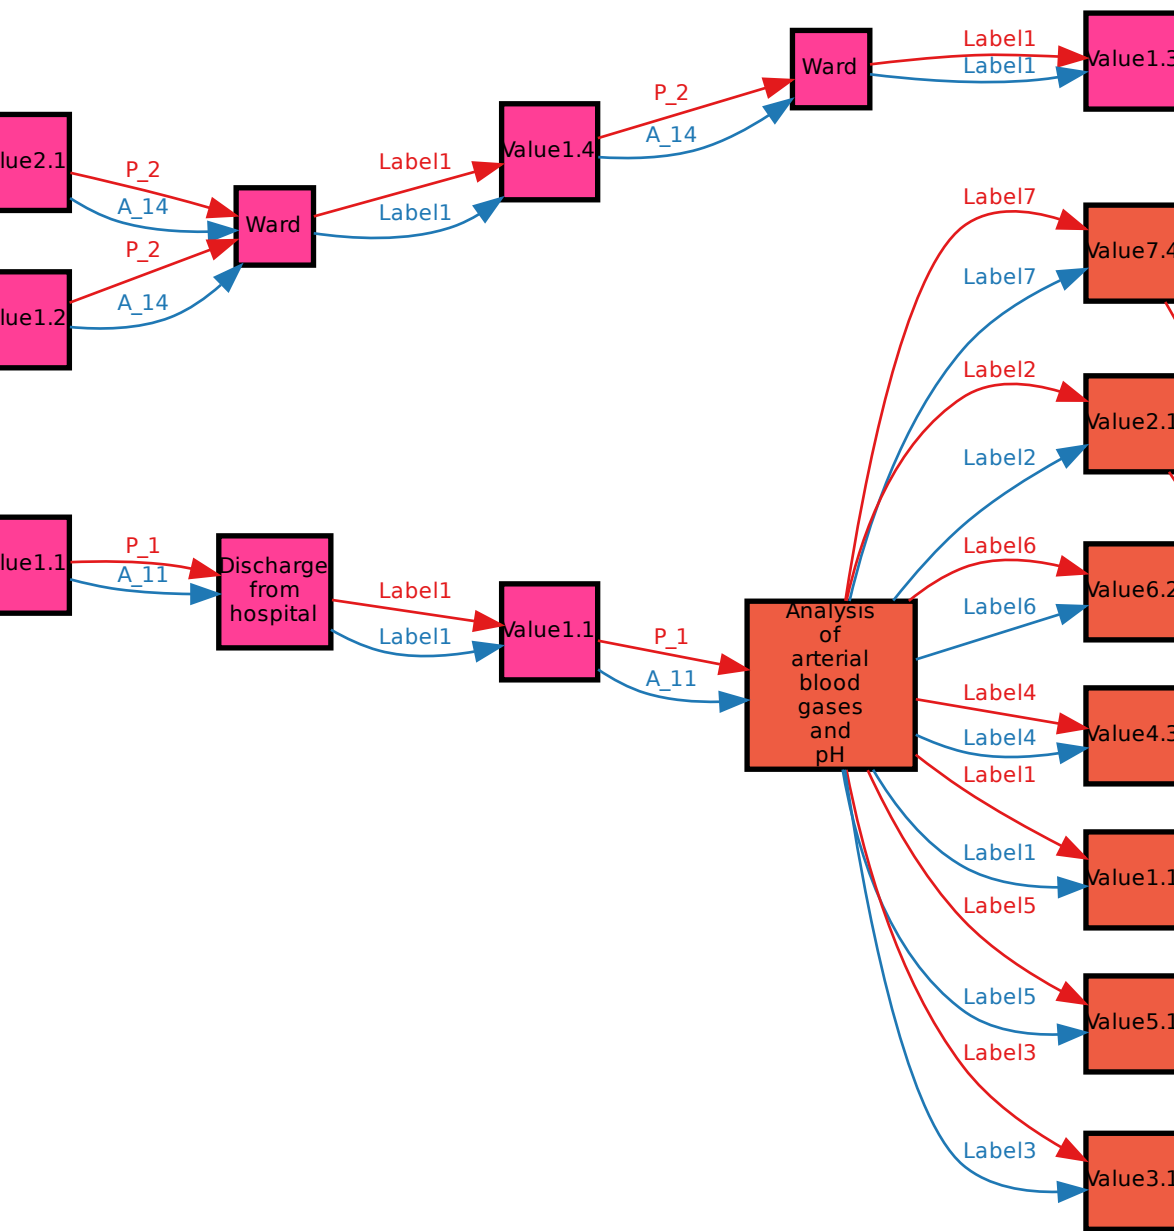 Label1
Label1
Value1.3
Ward
P_2
A_14
Value1.4
Label1
Label1
Ward
lue2.1
P_2
A_14
P_2
A_14
lue1.2
Label7
Label7
Value7.4
Label2
Label2
Value2.1
lue1.1
P_1
A_11
Discharge
from
hospital
Label1
Label1
Value1.1
P_1
A_11
Analysis
of
arterial
blood
gases
and
pH
Label6
Label6
Value6.2
Label4
Label4
Value4.3
Label1
Label1
Value1.1
Label5
Label5
Value5.1
Label3
Label3
Value3.1